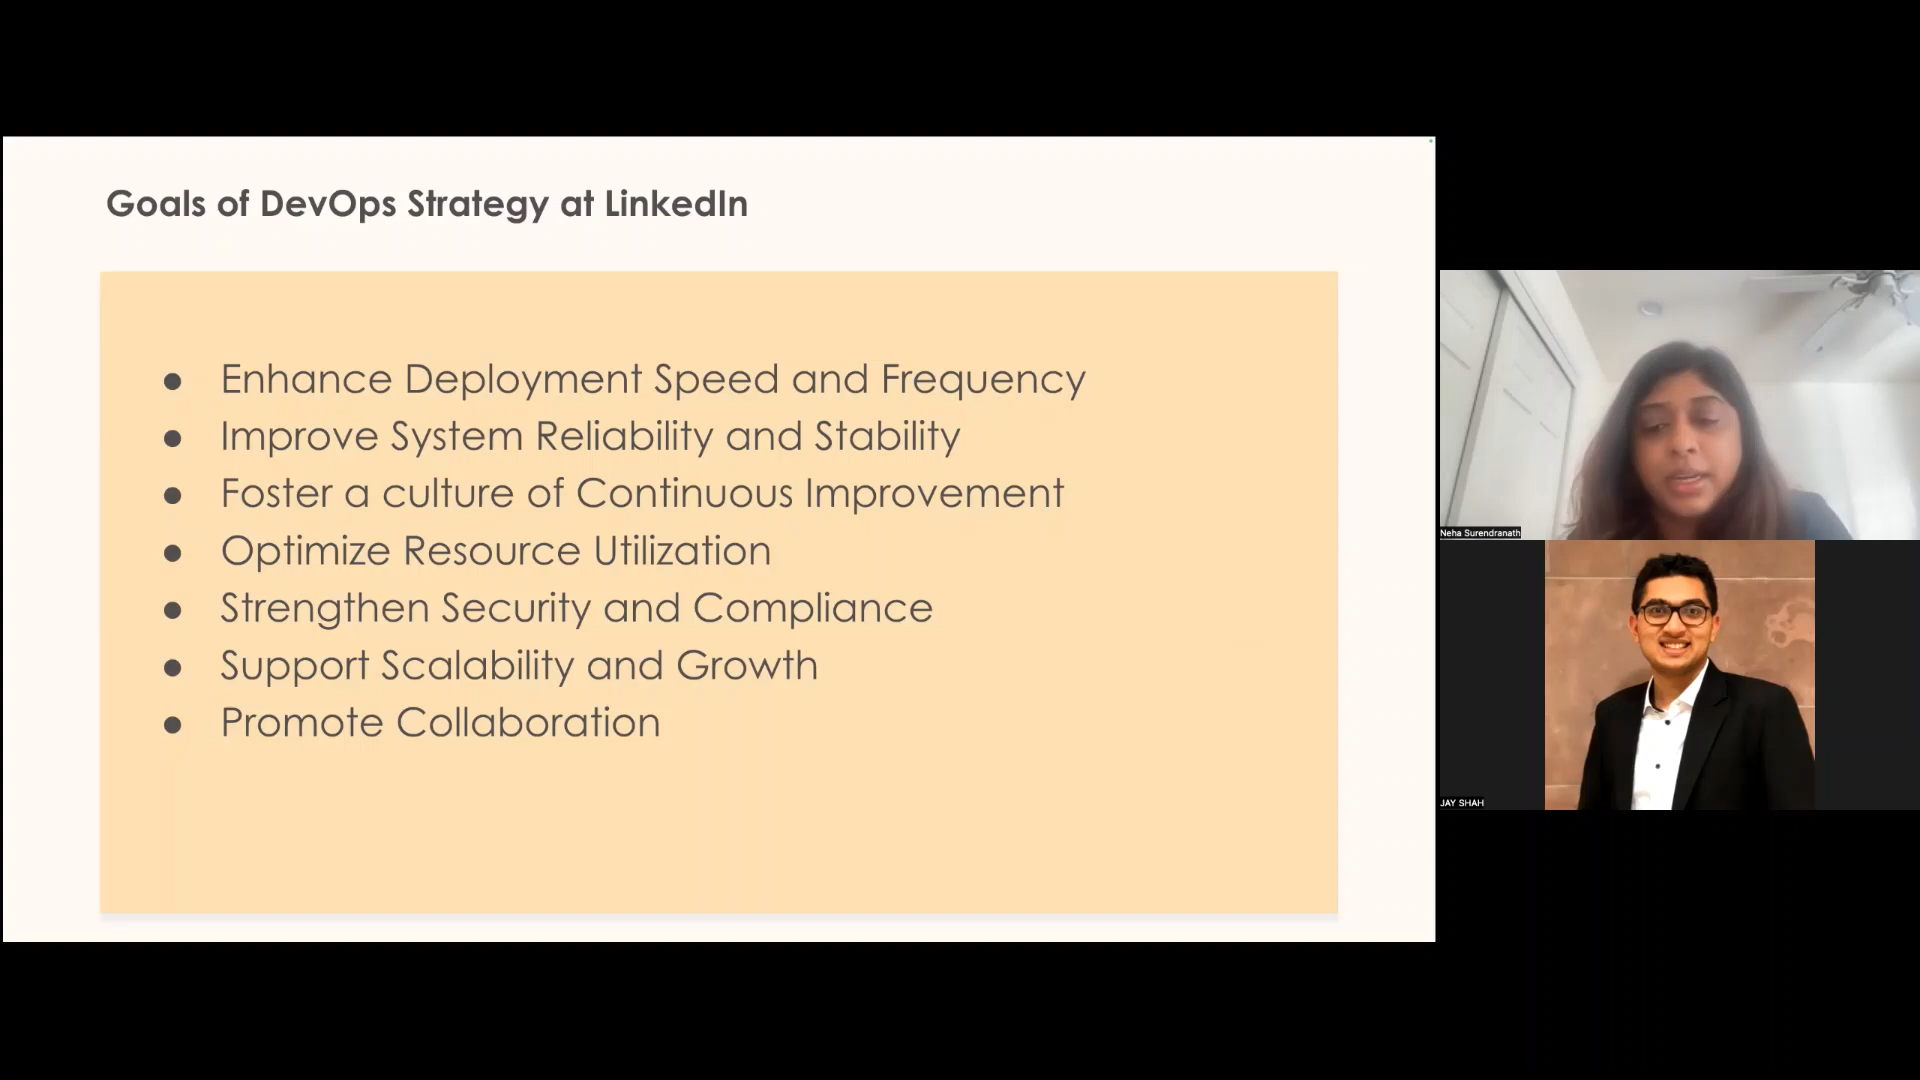 Goals of DevOps Strategy at LinkedIn
● Enhance Deployment Speed and Frequency
● Improve System Reliability and Stability
● Foster a culture of Continuous Improvement
● Optimize Resource Utilization
● Strengthen Security and Compliance
● Support Scalability and Growth
● Promote Collaboration
Neha Surendranath
JAY SHAH